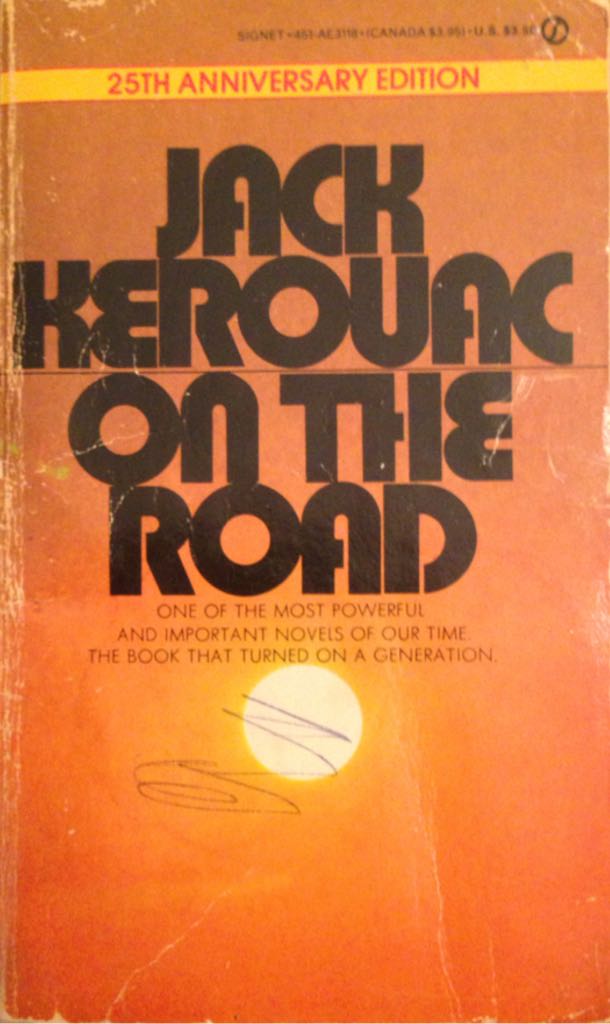 SIGNET•451-AE3118•(CANADA $3.95)•U.S.
25TH ANNIVERSARY EDITION
JACK
KEROUAC
ON THE
ROAD
ONE OF THE MOST POWERFUL
AND IMPORTANT NOVELS OF OUR TIME.
THE BOOK THAT TURNED ON A GENERATION.